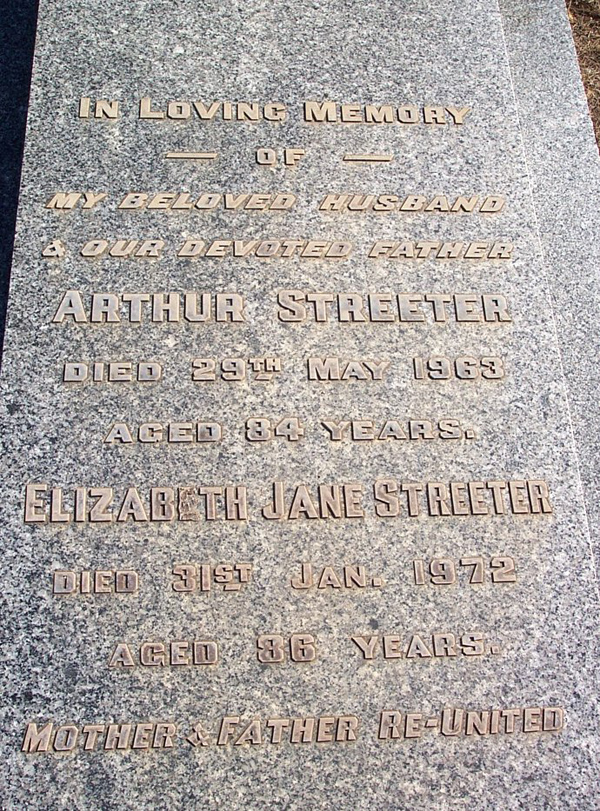 IN LOVING MEMORY
— OF —
MY BELOVED HUSBAND
& OUR DEVOTED FATHER
ARTHUR STREETER
DIED 29TH MAY 1963
AGED 84 YEARS.
ELIZABETH JANE STREETER
DIED 31ST JAN. 1972
AGED 86 YEARS.
MOTHER & FATHER RE-UNITED